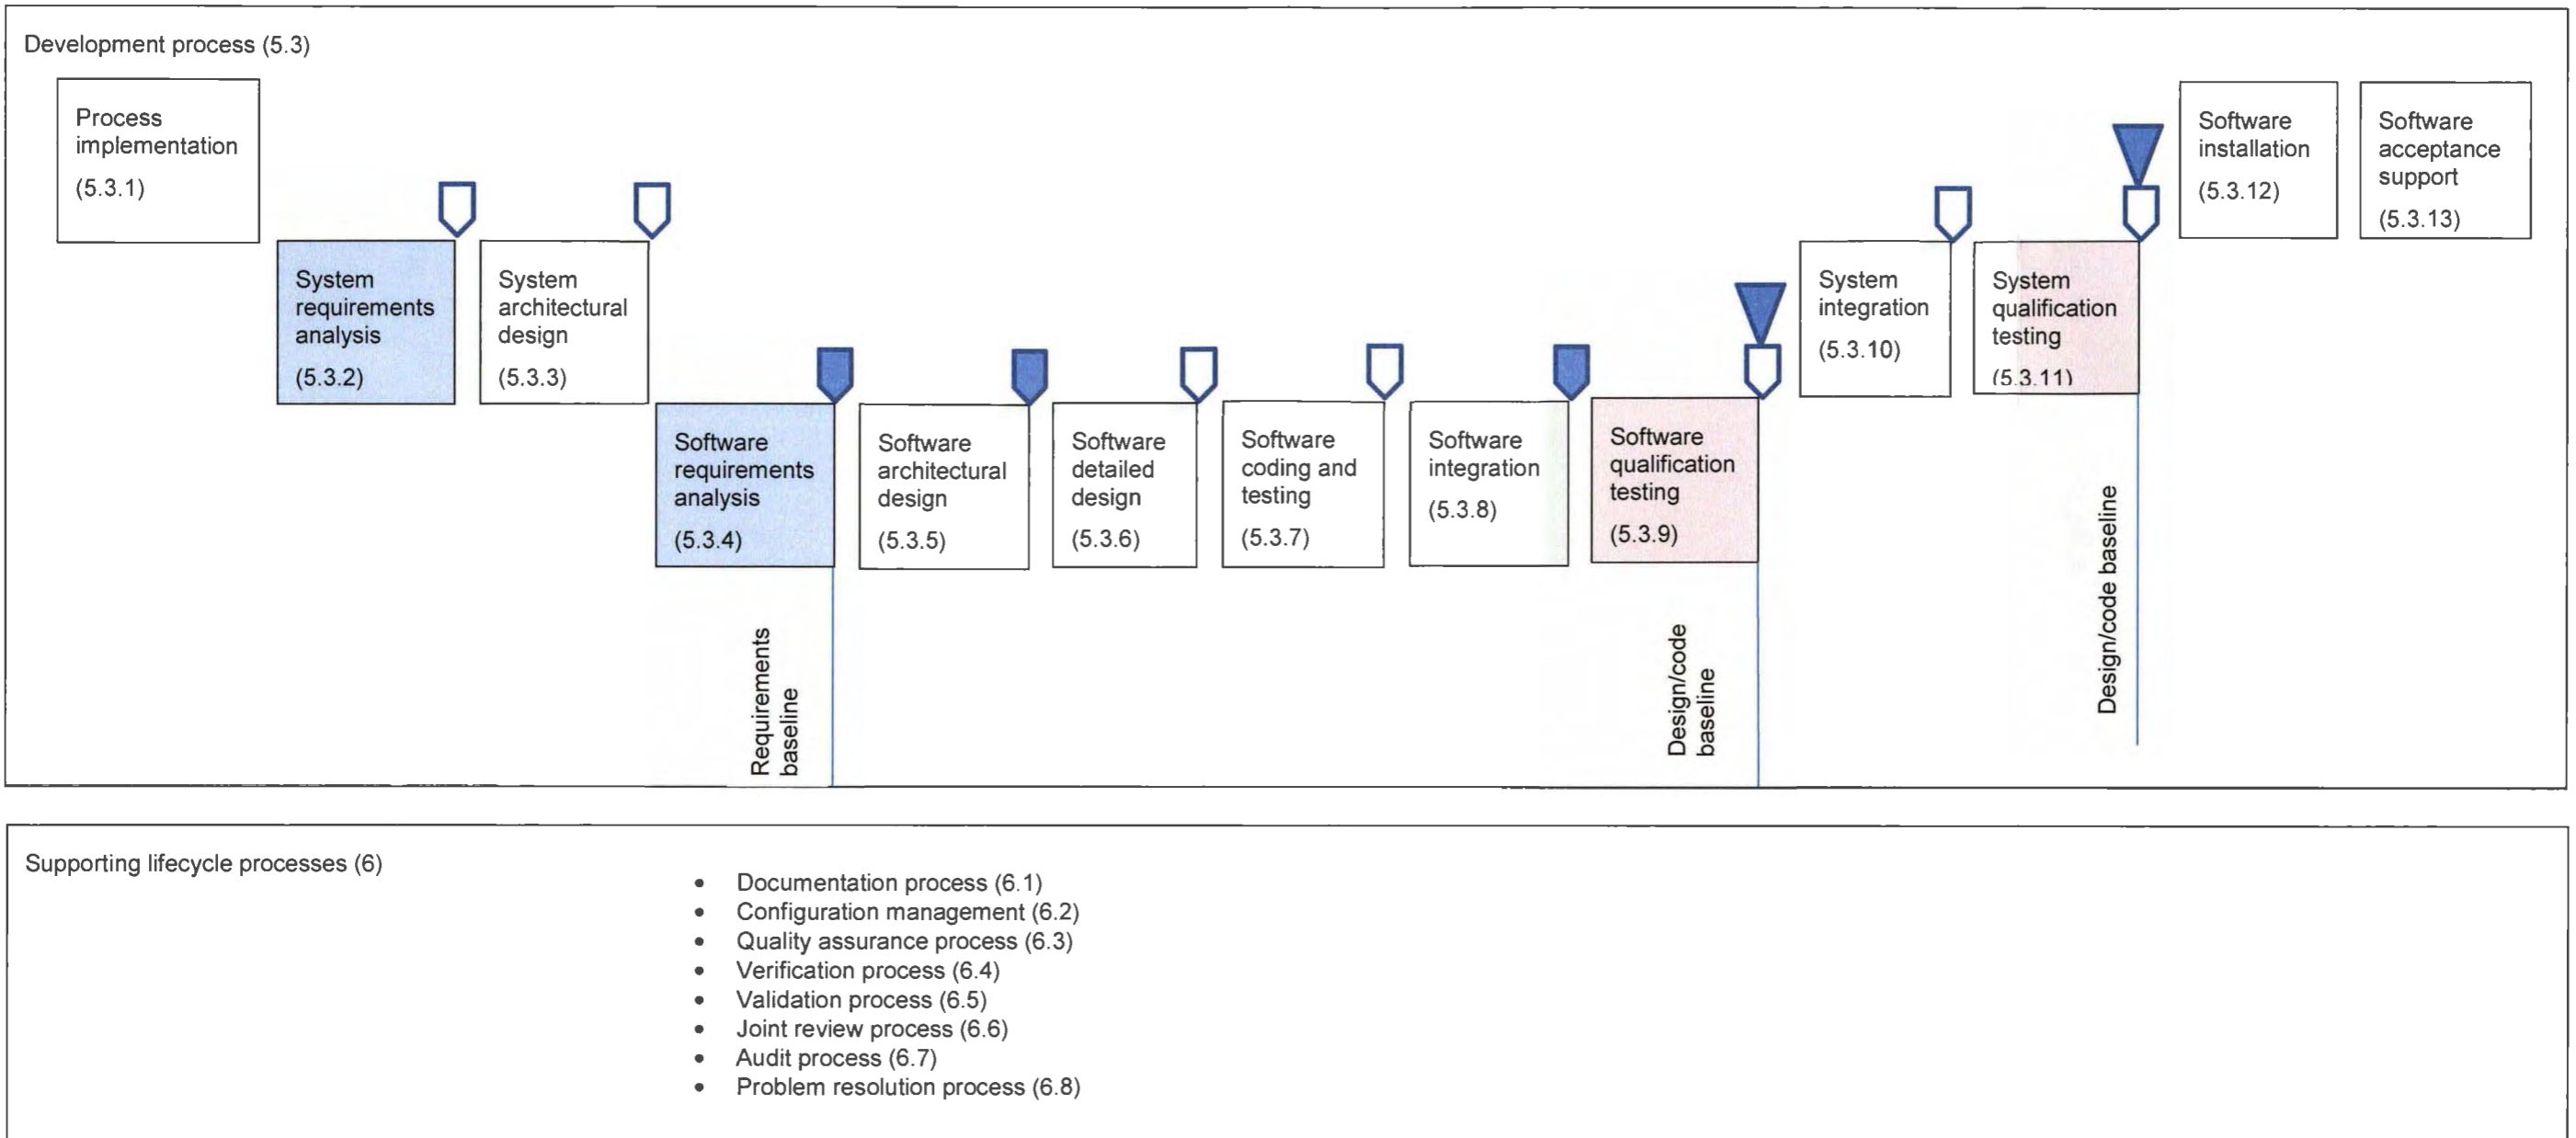 Development process (5.3)
Process
implementation
(5.3.1)
System
requirements
analysis
(5.3.2)
System
architectural
design
(5.3.3)
Software
requirements
analysis
(5.3.4)
Requirements
baseline
Software
architectural
design
(5.3.5)
Software
detailed
design
(5.3.6)
Software
coding and
testing
(5.3.7)
Software
integration
(5.3.8)
Software
qualification
testing
(5.3.9)
Design/code
baseline
System
integration
(5.3.10)
System
qualification
testing
(5.3.11)
Design/code baseline
Software
installation
(5.3.12)
Software
acceptance
support
(5.3.13)
Supporting lifecycle processes (6)
• Documentation process (6.1)
• Configuration management (6.2)
• Quality assurance process (6.3)
• Verification process (6.4)
• Validation process (6.5)
• Joint review process (6.6)
• Audit process (6.7)
• Problem resolution process (6.8)